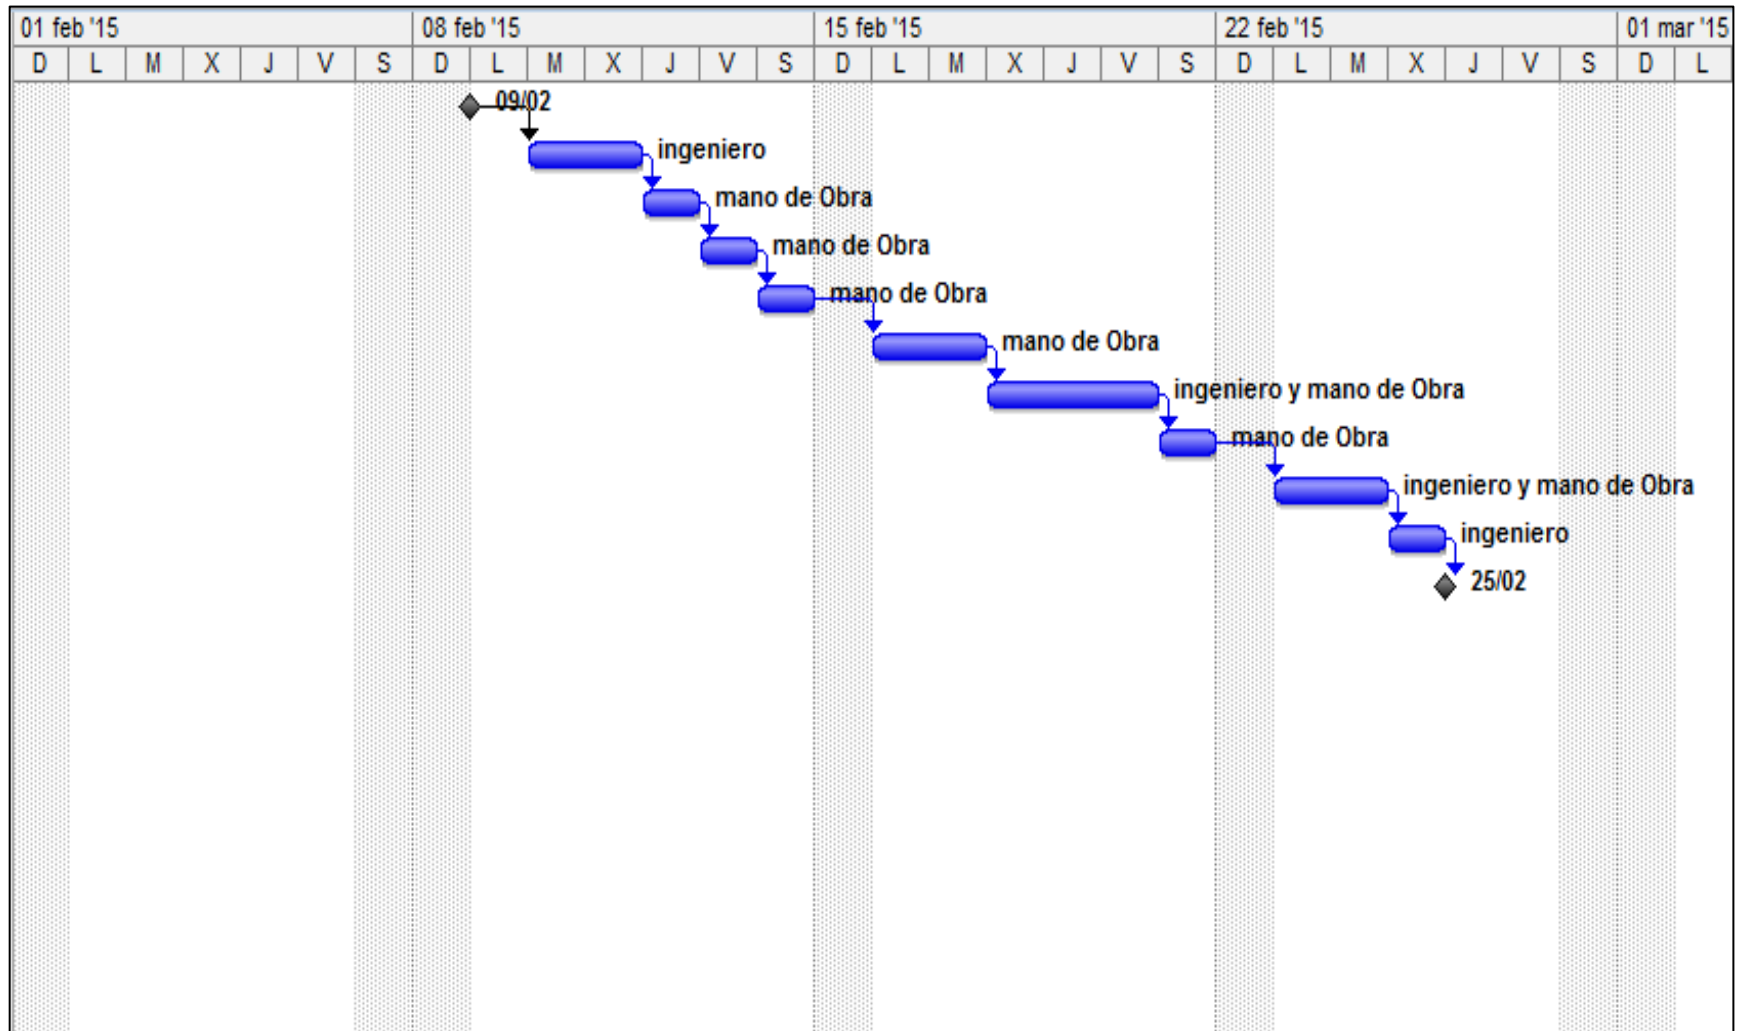 01 feb '15 08 feb '15 15 feb '15 22 feb '15 01 mar '15
D L M X J V S D L M X J V S D L M X J V S D L M X J V S D L
09/02
ingeniero
mano de Obra
mano de Obra
mano de Obra
mano de Obra
ingeniero y mano de Obra
mano de Obra
ingeniero y mano de Obra
ingeniero
25/02